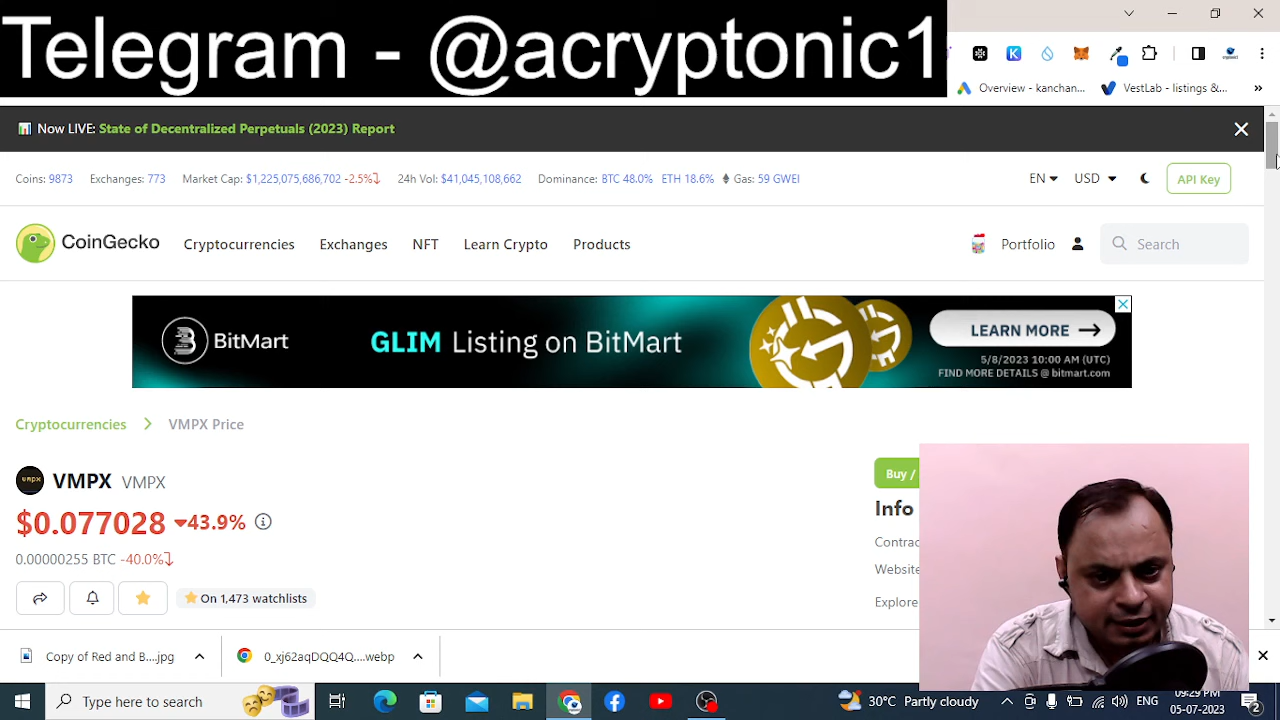 Telegram - @acryptonic1
Overview - kanchan...
VestLab - listings &...
Now LIVE: State of Decentralized Perpetuals (2023) Report
Coins: 9873 Exchanges: 773 Market Cap: $1,225,075,686,702 -2.5% 24h Vol: $41,045,108,662 Dominance: BTC 48.0% ETH 18.6% Gas: 59 GWEI EN USD API Key
CoinGecko Cryptocurrencies Exchanges NFT Learn Crypto Products Portfolio Search
BitMart GLIM Listing on BitMart LEARN MORE
5/8/2023 10:00 AM (UTC)
FIND MORE DETAILS @ bitmart.com
Cryptocurrencies > VMPX Price
VMPX VMPX
Buy /
$0.077028 43.9%
Info
0.00000255 BTC -40.0%
Contrac
Website
On 1,473 watchlists
Explore
Copy of Red and B....jpg 0_xj62aqDQQ4Q....webp
Type here to search 30°C Partly cloudy ENG
05-07-2023
2